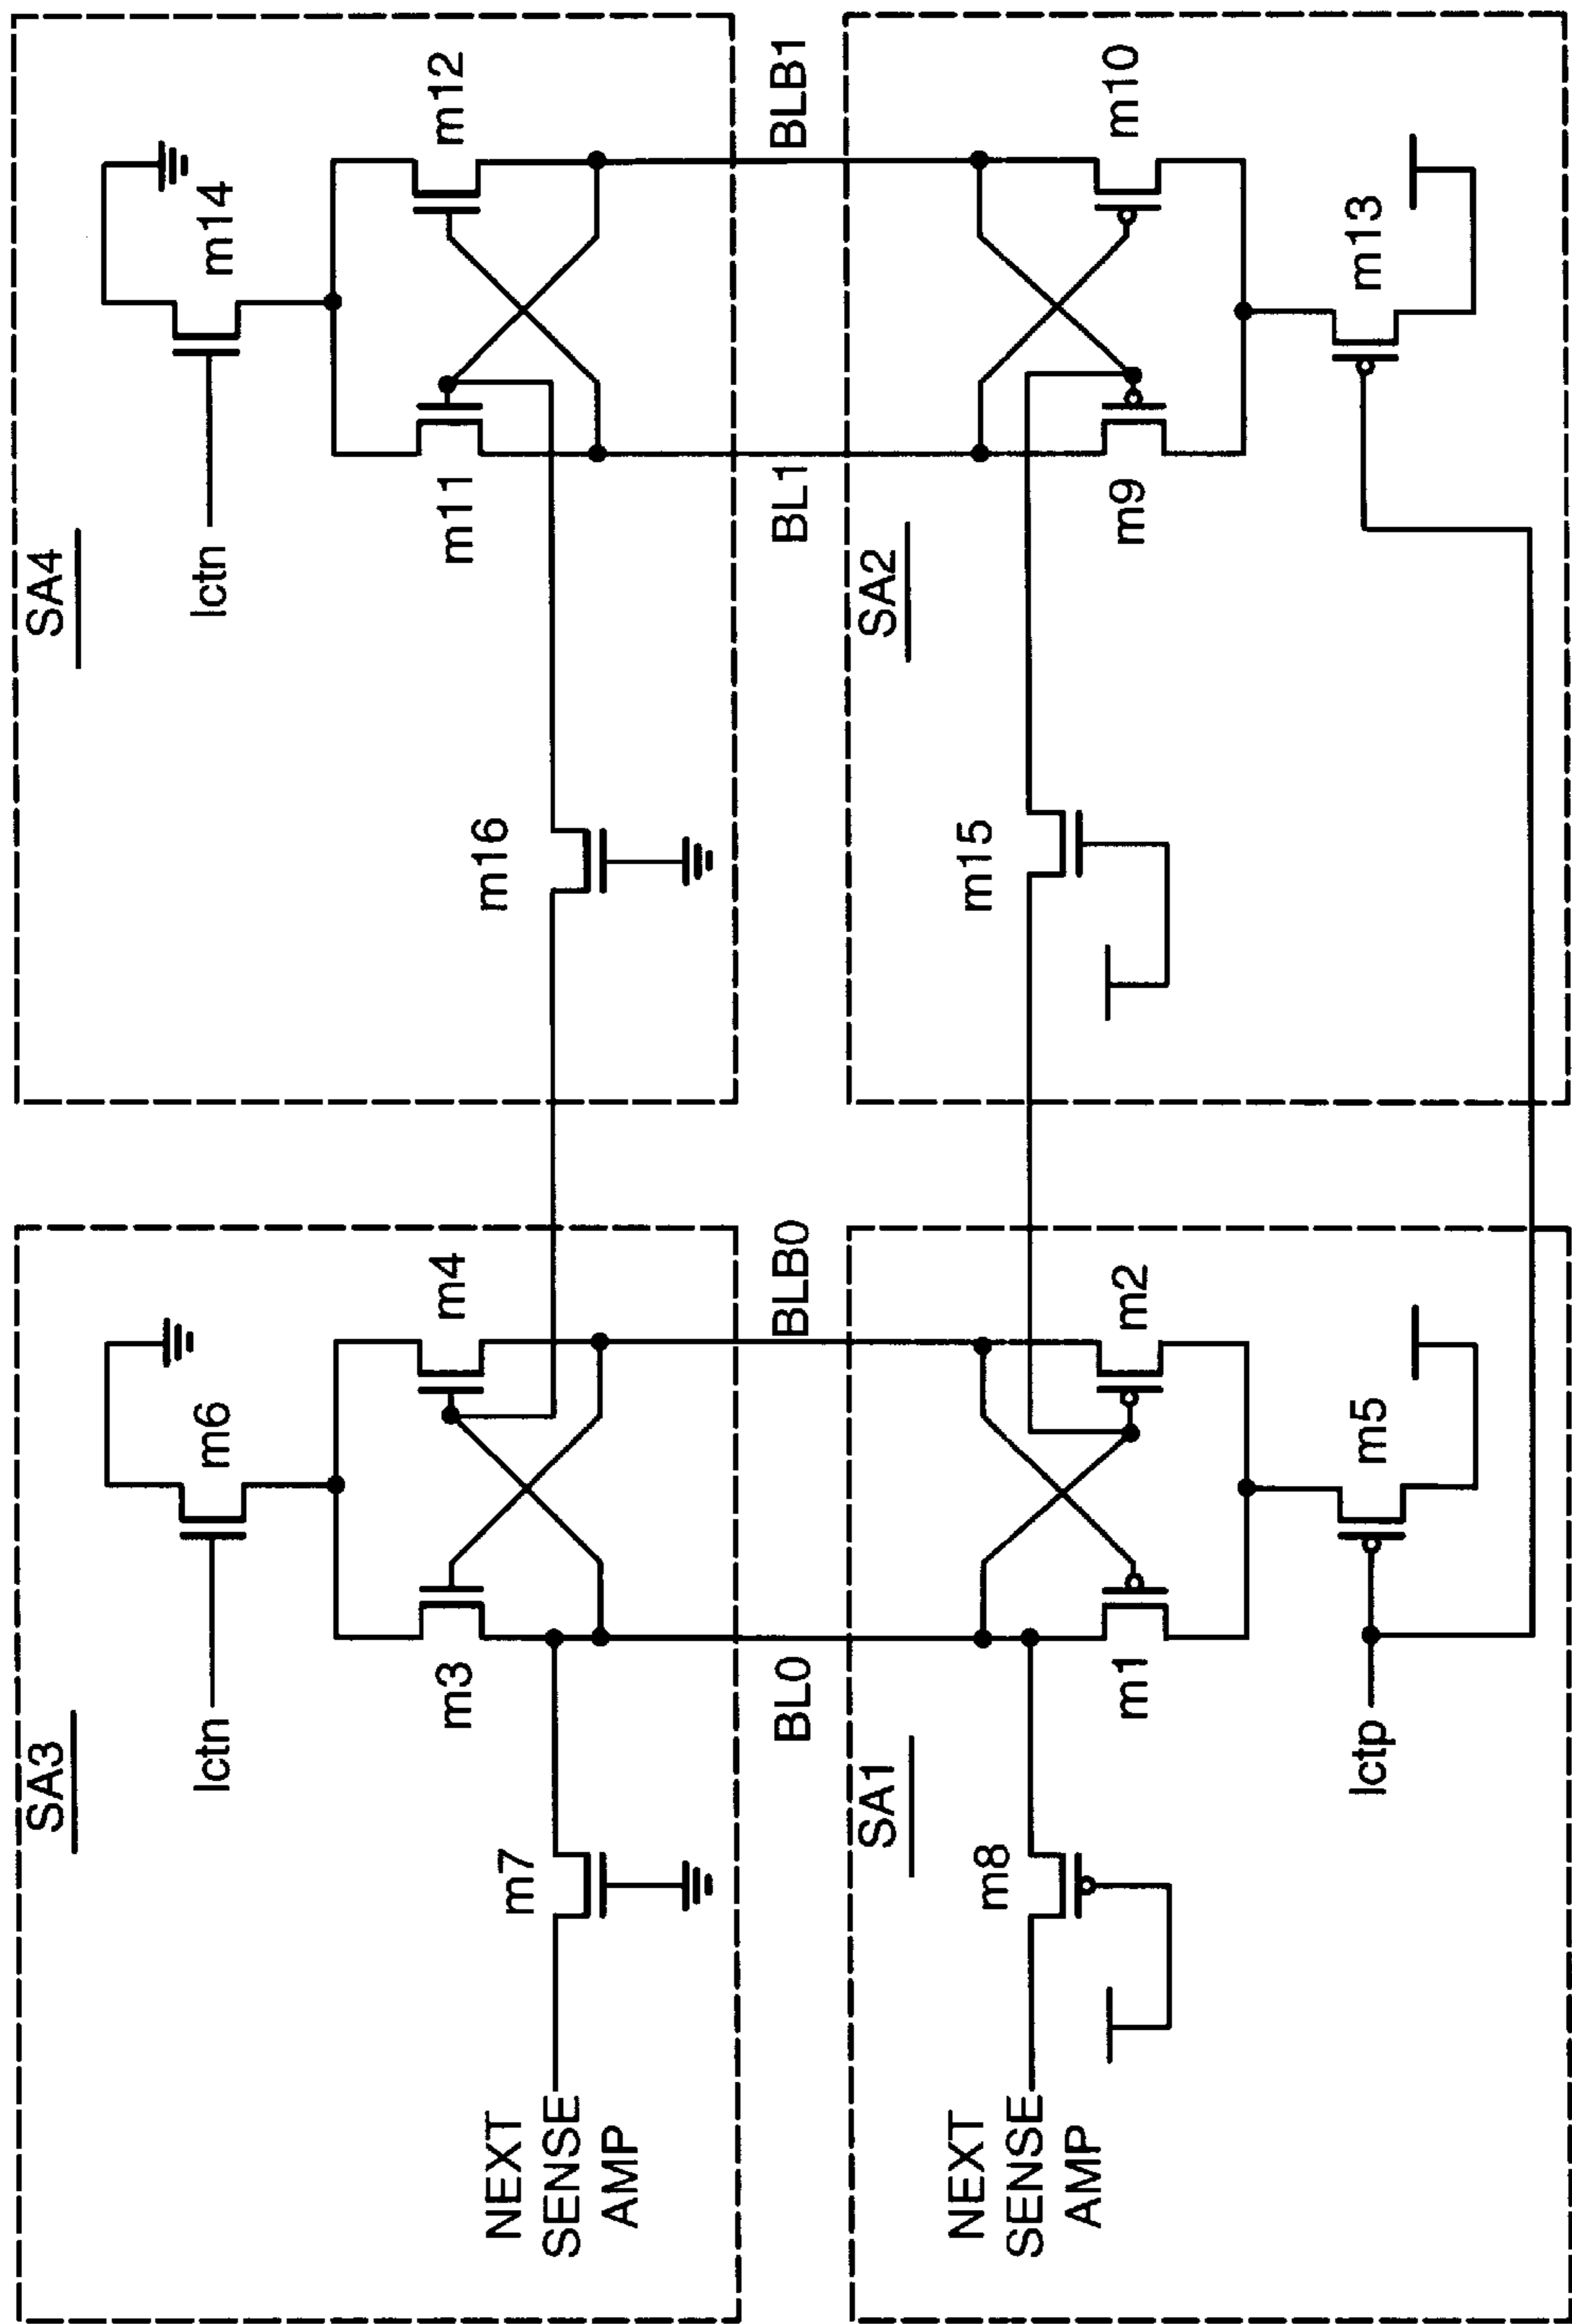 SA3
SA4
lctn
m6
lctn
m14
m3
m4
m11
m12
m7
m16
NEXT
SENSE
AMP
BL0
BLB0
BL1
BLB1
SA1
SA2
m8
m15
NEXT
SENSE
AMP
m1
m2
m9
m10
lctp
m5
m13